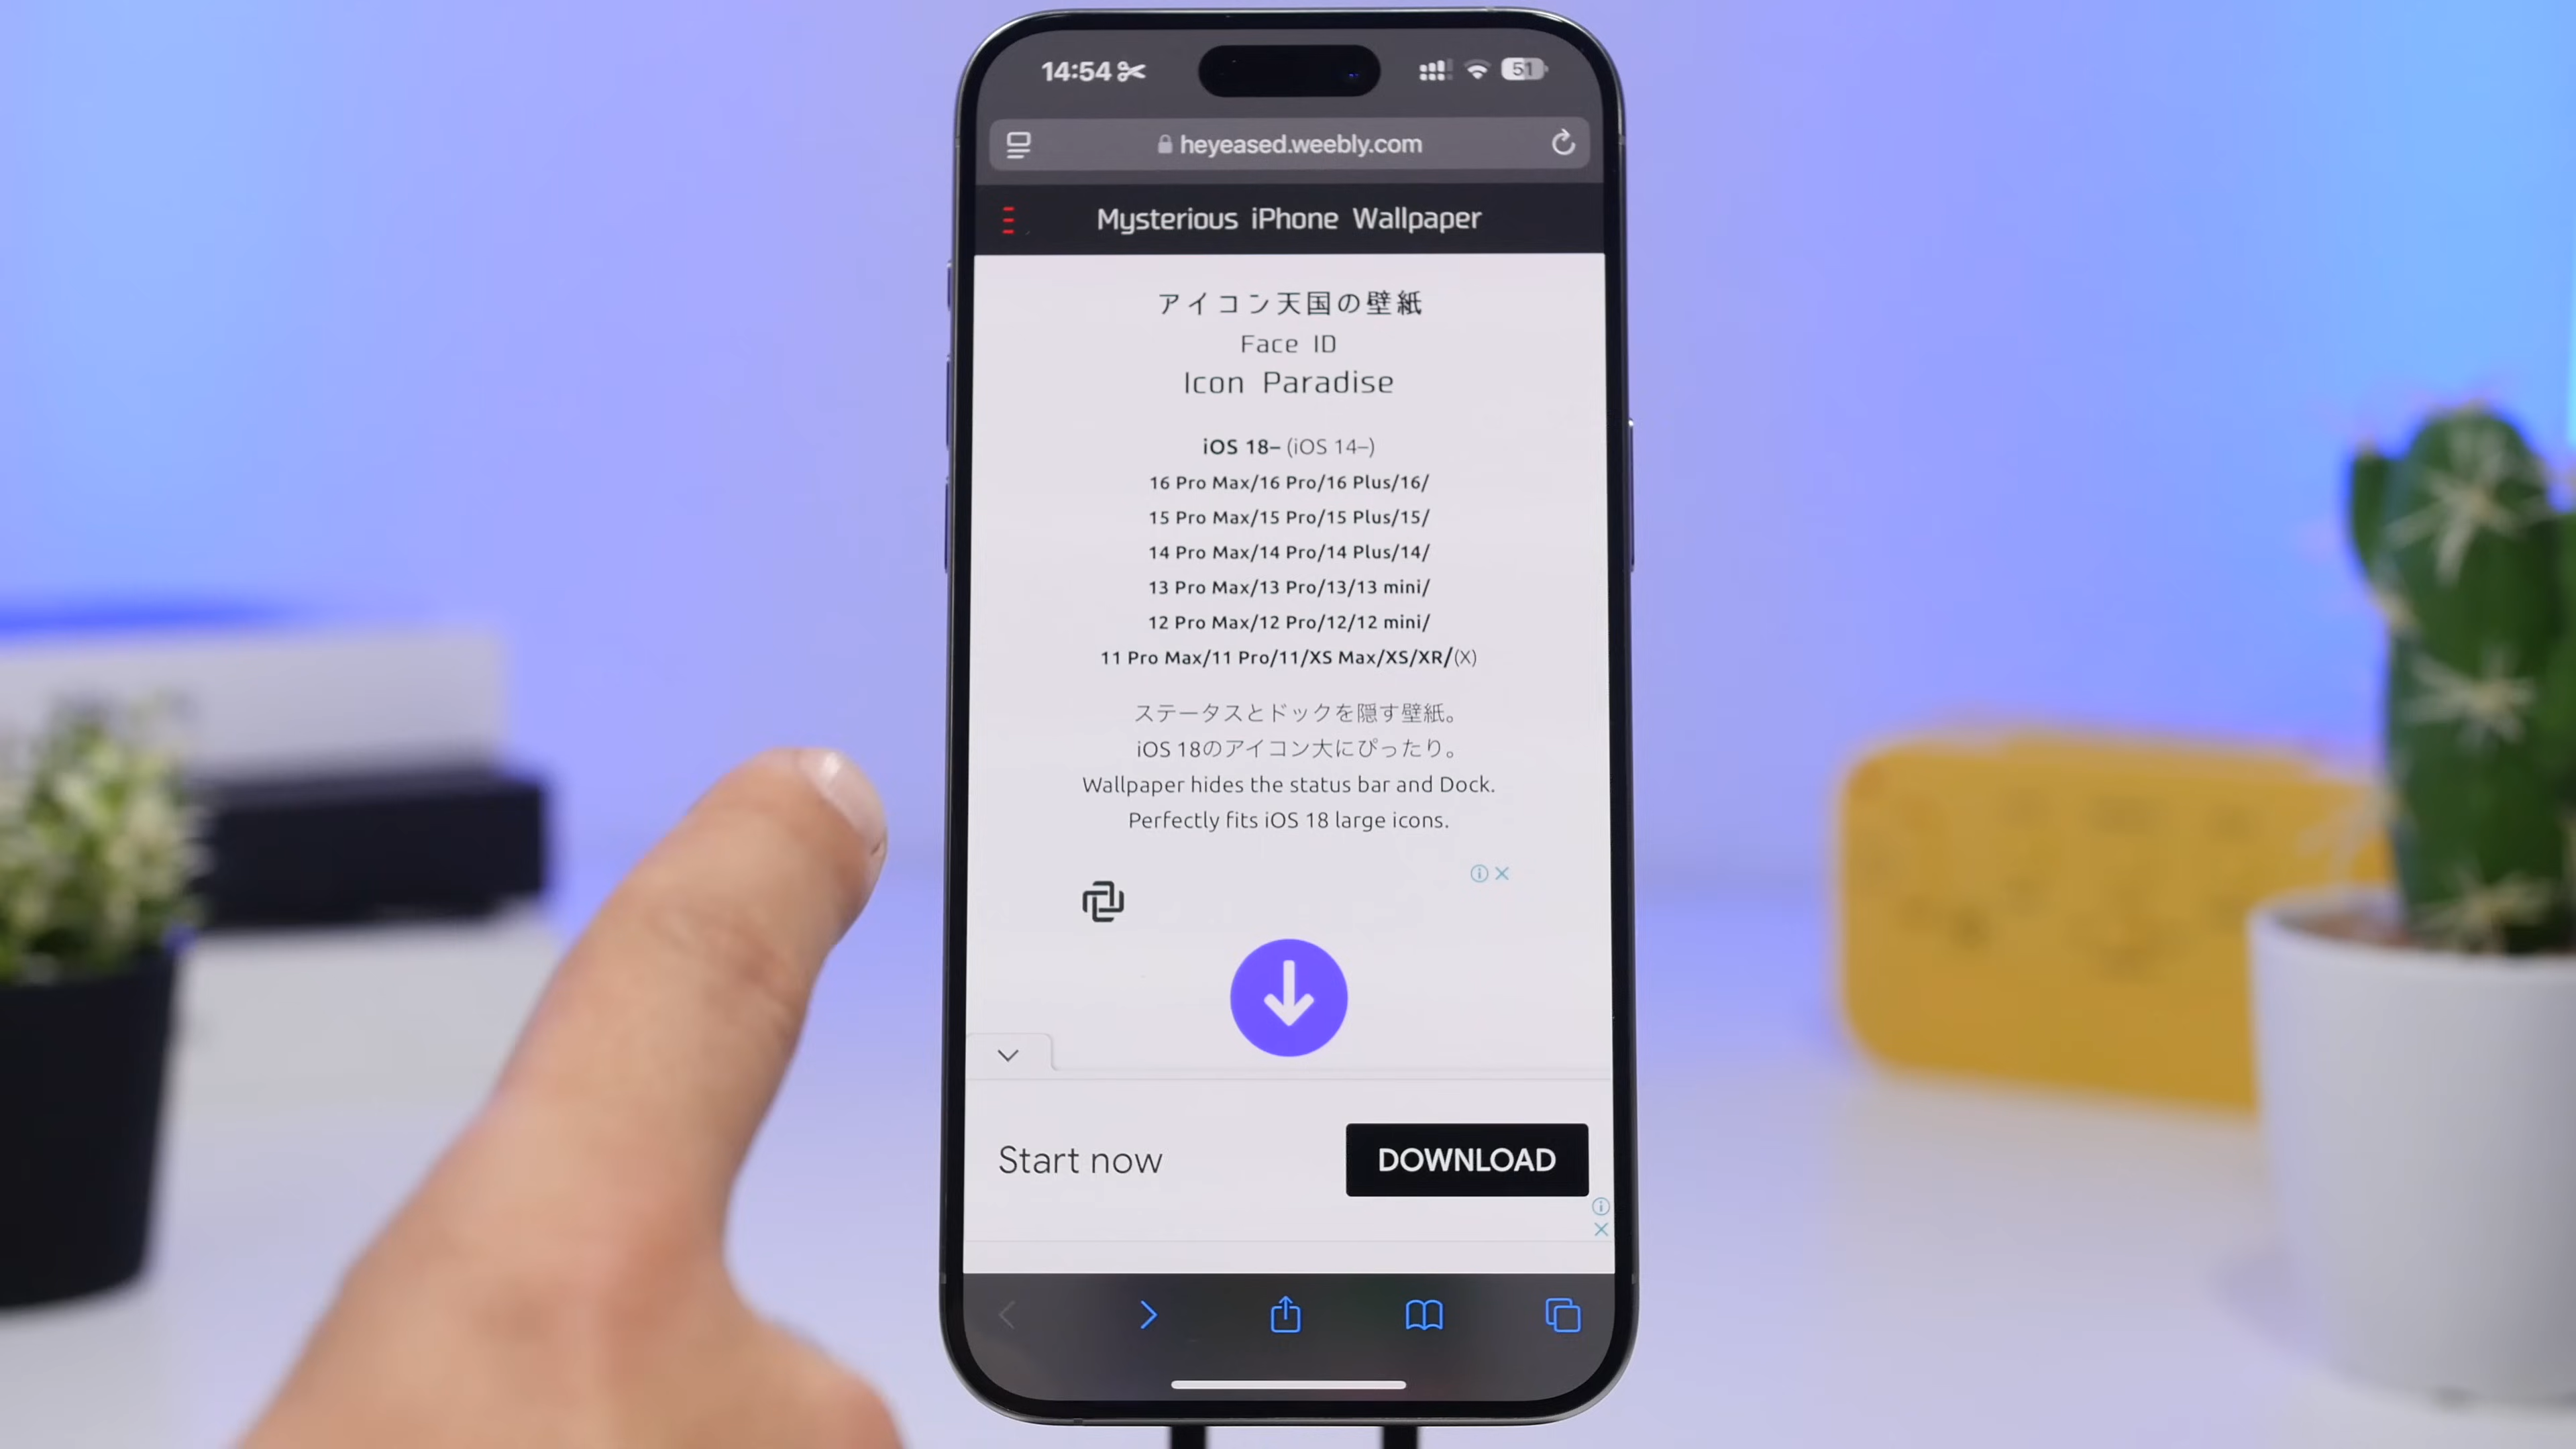 14:54
51
heyeased.weebly.com
Mysterious iPhone Wallpaper
アイコン天国の壁紙
Face ID
Icon Paradise
iOS 18– (iOS 14–)
16 Pro Max/16 Pro/16 Plus/16/
15 Pro Max/15 Pro/15 Plus/15/
14 Pro Max/14 Pro/14 Plus/14/
13 Pro Max/13 Pro/13/13 mini/
12 Pro Max/12 Pro/12/12 mini/
11 Pro Max/11 Pro/11/XS Max/XS/XR/(X)
ステータスとドックを隠す壁紙。
iOS 18のアイコン大にぴったり。
Wallpaper hides the status bar and Dock.
Perfectly fits iOS 18 large icons.
Start now
DOWNLOAD